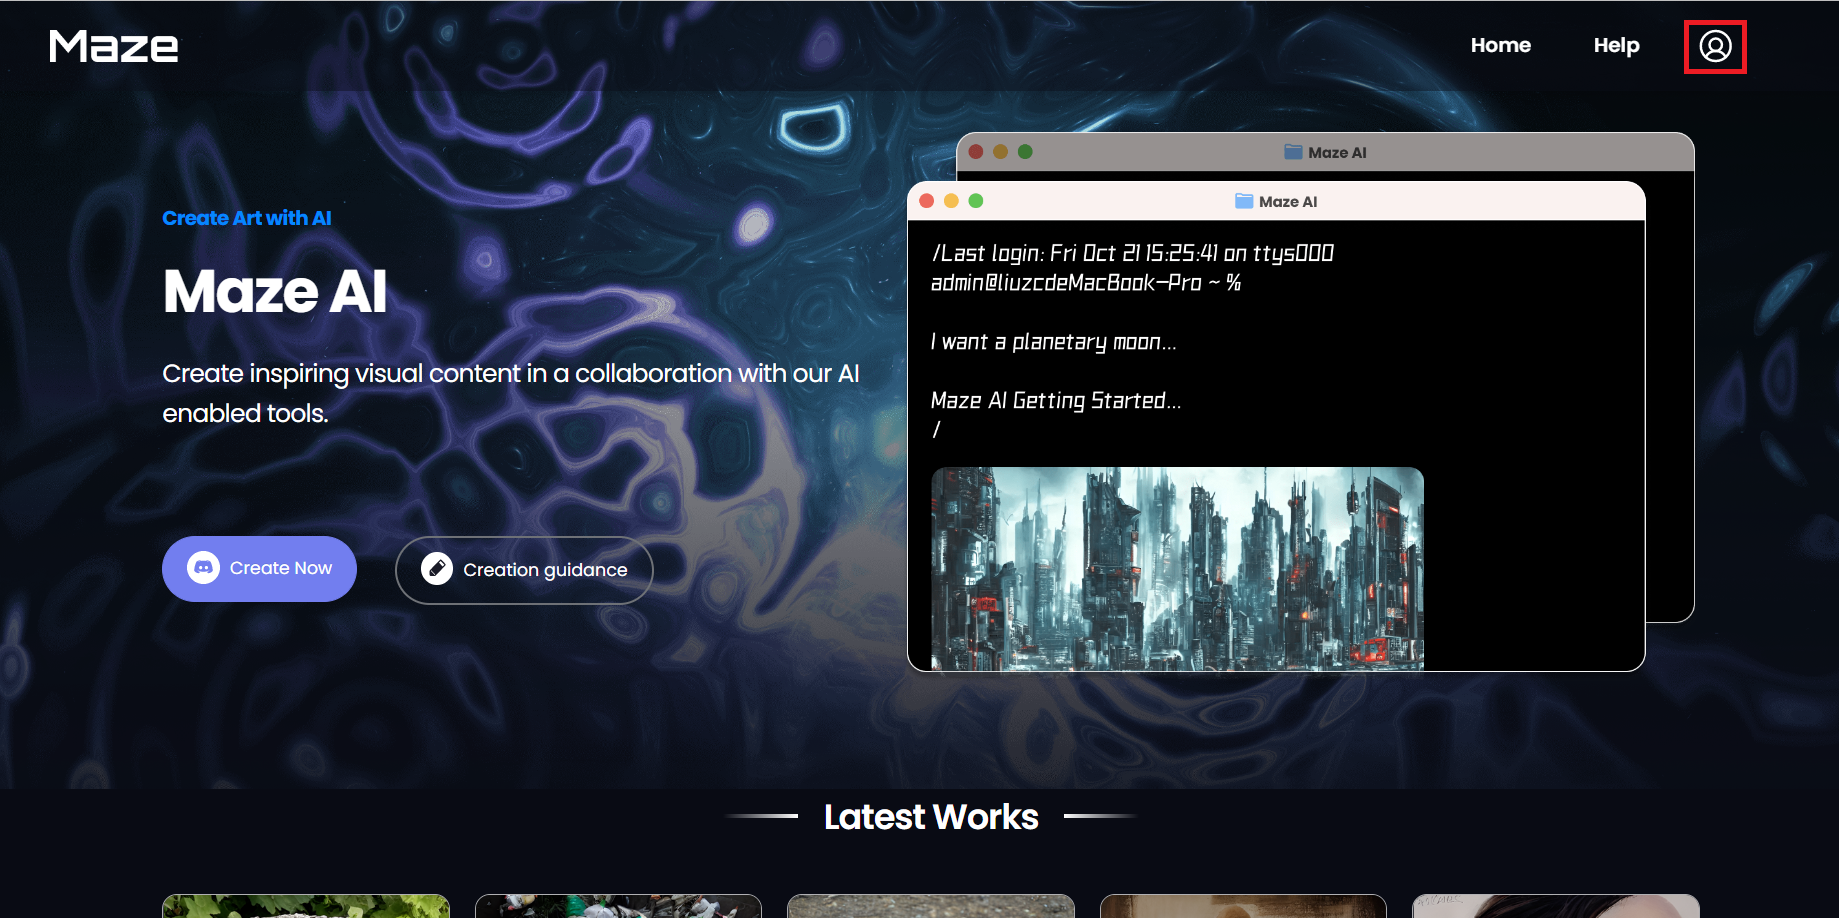 Maze
Home
Help
Create Art with AI
Maze AI
Create inspiring visual content in a collaboration with our AI
enabled tools.
Create Now
Creation guidance
Maze AI
Maze AI
/Last login: Fri Oct 21 15:25:41 on ttys000
admin@liuzcdeMacBook-Pro ~ %
I want a planetary moon...
Maze AI Getting Started...
/
Latest Works